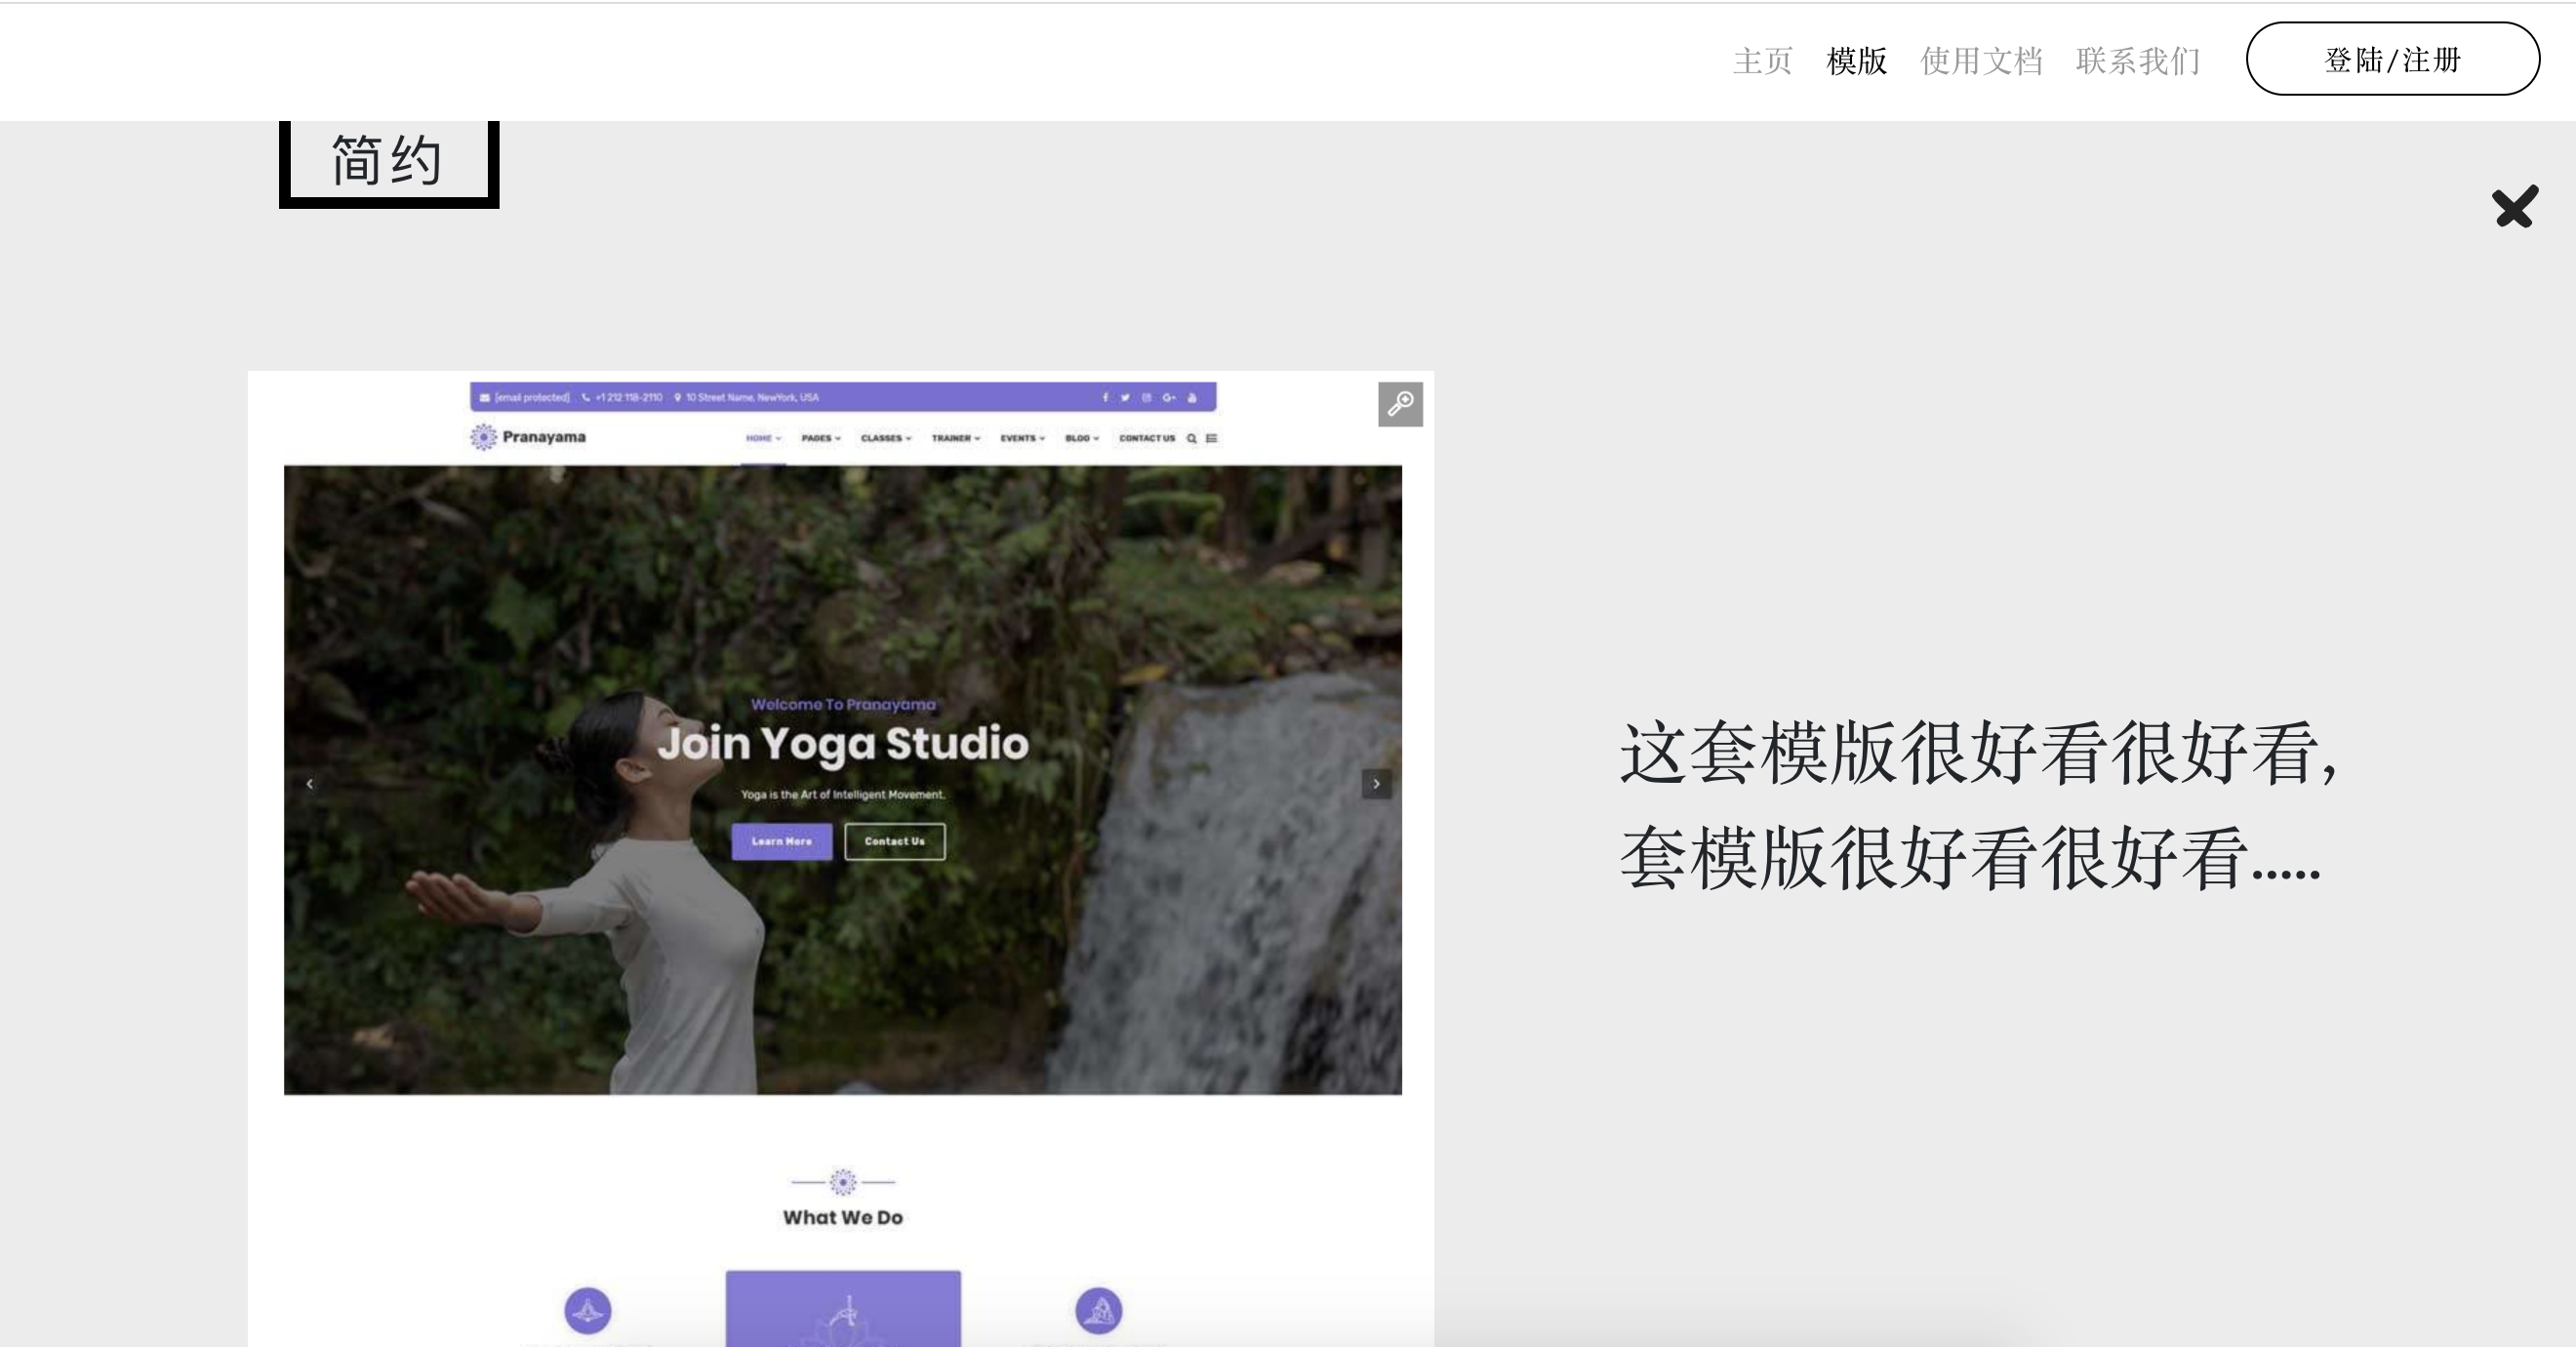 主页 模版 使用文档 联系我们 登陆/注册
简约
[email protected] +1 212 118-2110 10 Street Name, NewYork, USA
Pranayama HOME PAGES CLASSES TRAINER EVENTS BLOG CONTACT US
Welcome To Pranayama
Join Yoga Studio
Yoga is the Art of Intelligent Movement.
Learn More Contact Us
这套模版很好看很好看,
套模版很好看很好看.....
What We Do